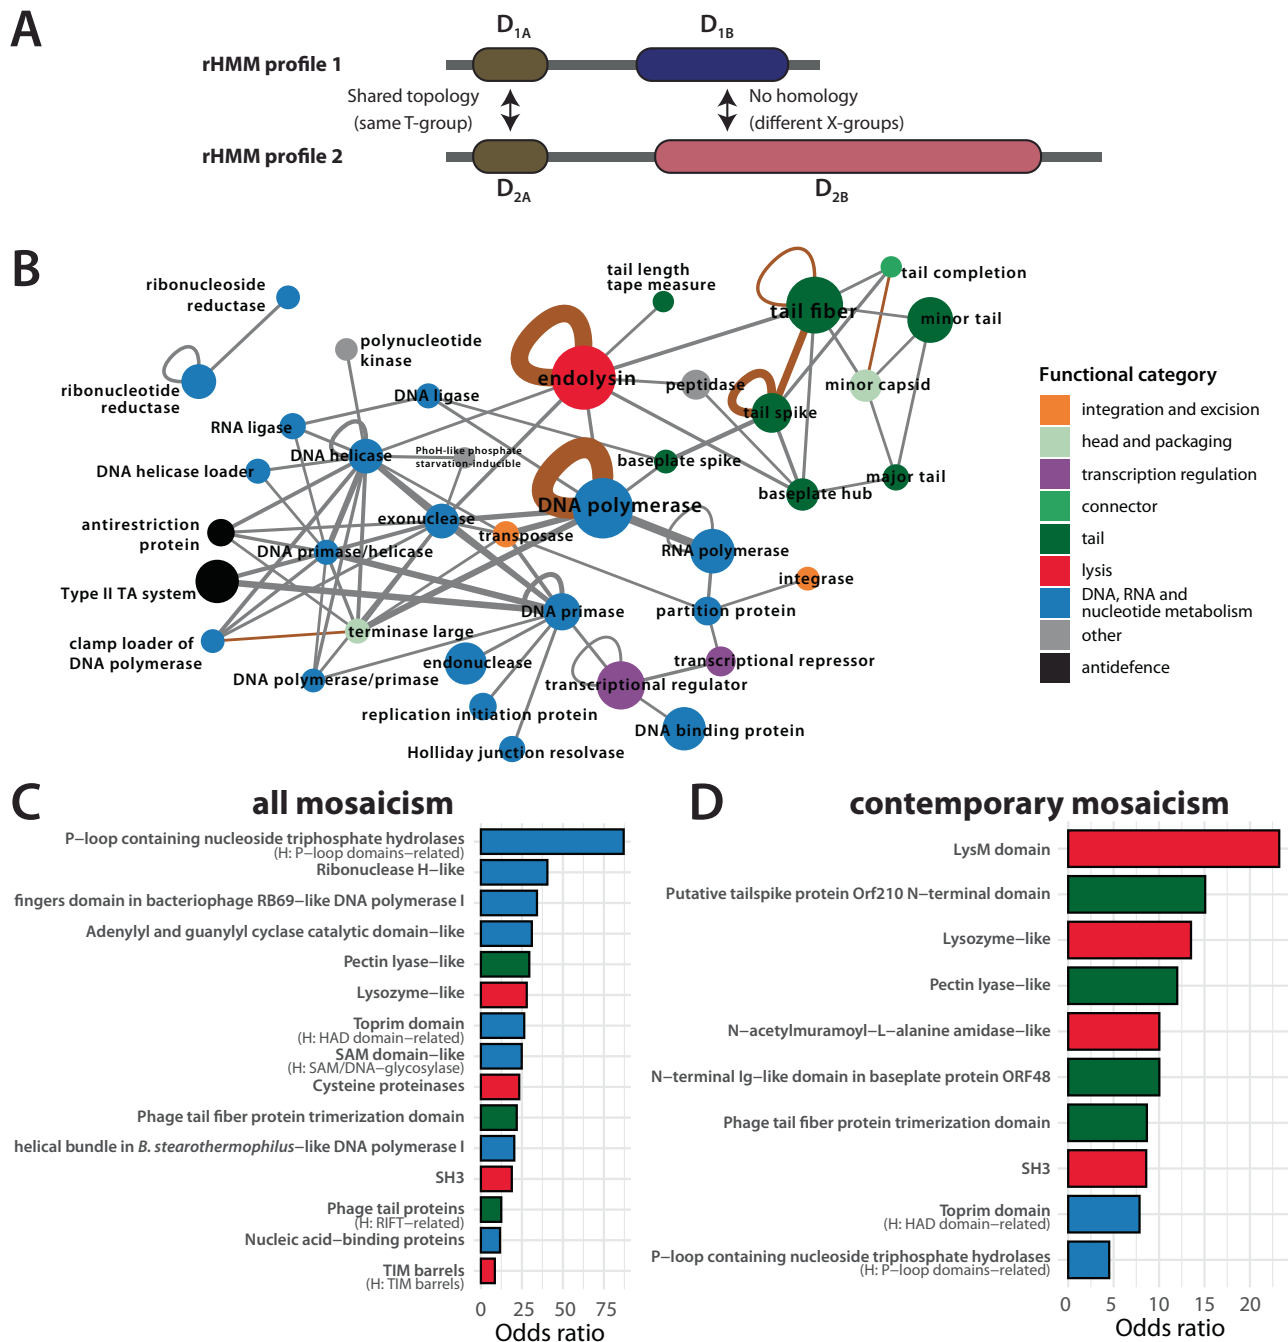 A
D1A
D1B
rHMM profile 1
Shared topology
(same T-group)
No homology
(different X-groups)
rHMM profile 2
D2A
D2B
B
ribonucleoside
reductase
ribonucleotide
reductase
polynucleotide
kinase
tail length
tape measure
tail fiber
tail completion
minor tail
endolysin
peptidase
minor capsid
tail spike
DNA ligase
RNA ligase
DNA helicase
PhoH-like phosphate
starvation-inducible
baseplate spike
baseplate hub
major tail
DNA helicase loader
DNA polymerase
antirestriction
protein
exonuclease
transposase
DNA primase/helicase
RNA polymerase
Type II TA system
integrase
DNA primase
partition protein
terminase large
clamp loader of
DNA polymerase
endonuclease
transcriptional repressor
DNA polymerase/primase
transcriptional regulator
replication initiation protein
DNA binding protein
Holliday junction resolvase
Functional category
integration and excision
head and packaging
transcription regulation
connector
tail
lysis
DNA, RNA and
nucleotide metabolism
other
antidefence
C
all mosaicism
P−loop containing nucleoside triphosphate hydrolases
(H: P−loop domains−related)
Ribonuclease H−like
fingers domain in bacteriophage RB69−like DNA polymerase I
Adenylyl and guanylyl cyclase catalytic domain−like
Pectin lyase−like
Lysozyme−like
Toprim domain
(H: HAD domain−related)
SAM domain−like
(H: SAM/DNA−glycosylase)
Cysteine proteinases
Phage tail fiber protein trimerization domain
helical bundle in B. stearothermophilus−like DNA polymerase I
SH3
Phage tail proteins
(H: RIFT−related)
Nucleic acid−binding proteins
TIM barrels
(H: TIM barrels)
0 25 50 75
Odds ratio
D
contemporary mosaicism
LysM domain
Putative tailspike protein Orf210 N−terminal domain
Lysozyme−like
Pectin lyase−like
N−acetylmuramoyl−L−alanine amidase−like
N−terminal Ig−like domain in baseplate protein ORF48
Phage tail fiber protein trimerization domain
SH3
Toprim domain
(H: HAD domain−related)
P−loop containing nucleoside triphosphate hydrolases
(H: P−loop domains−related)
0 5 10 15 20
Odds ratio